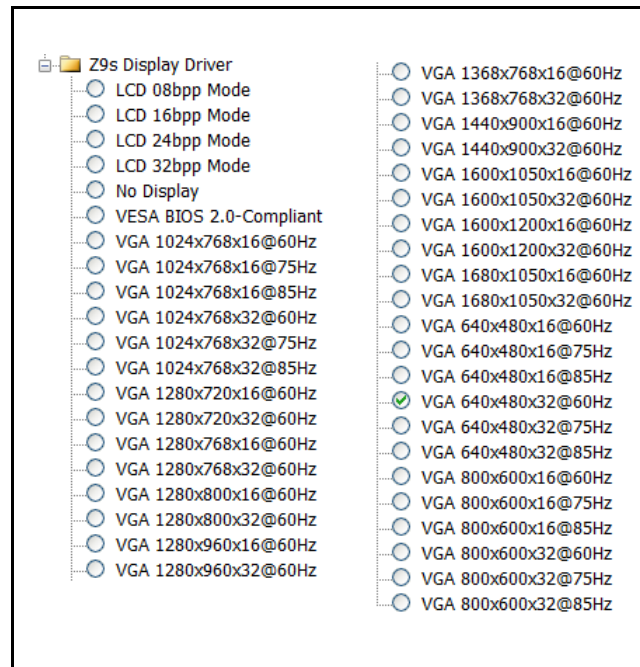 Z9s Display Driver
LCD 08bpp Mode
LCD 16bpp Mode
LCD 24bpp Mode
LCD 32bpp Mode
No Display
VESA BIOS 2.0-Compliant
VGA 1024x768x16@60Hz
VGA 1024x768x16@75Hz
VGA 1024x768x16@85Hz
VGA 1024x768x32@60Hz
VGA 1024x768x32@75Hz
VGA 1024x768x32@85Hz
VGA 1280x720x16@60Hz
VGA 1280x720x32@60Hz
VGA 1280x768x16@60Hz
VGA 1280x768x32@60Hz
VGA 1280x800x16@60Hz
VGA 1280x800x32@60Hz
VGA 1280x960x16@60Hz
VGA 1280x960x32@60Hz
VGA 1368x768x16@60Hz
VGA 1368x768x32@60Hz
VGA 1440x900x16@60Hz
VGA 1440x900x32@60Hz
VGA 1600x1050x16@60Hz
VGA 1600x1050x32@60Hz
VGA 1600x1200x16@60Hz
VGA 1600x1200x32@60Hz
VGA 1680x1050x16@60Hz
VGA 1680x1050x32@60Hz
VGA 640x480x16@60Hz
VGA 640x480x16@75Hz
VGA 640x480x16@85Hz
VGA 640x480x32@60Hz
VGA 640x480x32@75Hz
VGA 640x480x32@85Hz
VGA 800x600x16@60Hz
VGA 800x600x16@75Hz
VGA 800x600x16@85Hz
VGA 800x600x32@60Hz
VGA 800x600x32@75Hz
VGA 800x600x32@85Hz